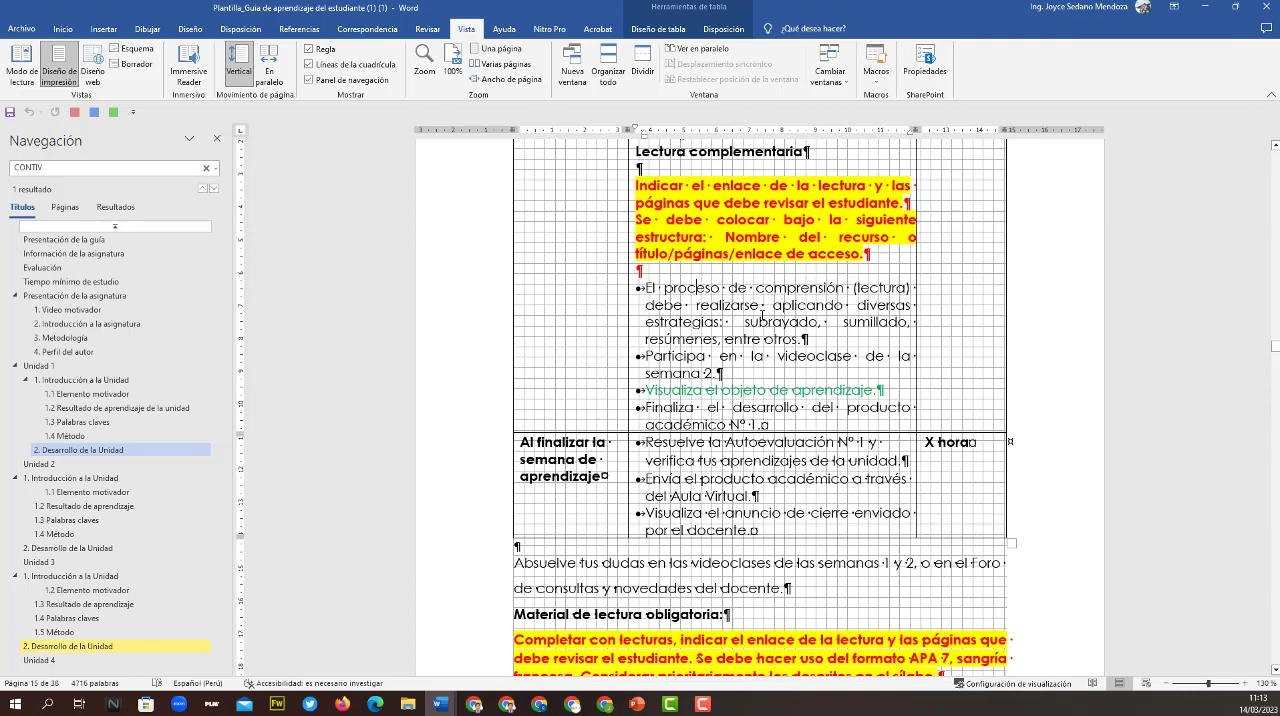 Plantilla_Guia de aprendizaje del estudiante (1) (1) - Word
Herramientas de tabla
Ing. Joyce Sedano Mendoza
Archivo Inicio Insertar Dibujar Diseño Disposición Referencias Correspondencia Revisar Vista Ayuda Nitro Pro Acrobat Diseño de tabla Disposición ¿Qué desea hacer?
Modo de lectura
Diseño de impresión
Diseño web
Esquema
Borrador
Vistas
Immersive Reader
Inmersivo
Vertical
En paralelo
Movimiento de página
Regla
Líneas de la cuadrícula
Panel de navegación
Mostrar
Zoom
100%
Una página
Varias páginas
Ancho de página
Zoom
Nueva ventana
Organizar todo
Dividir
Ver en paralelo
Desplazamiento sincrónico
Restablecer posición de la ventana
Ventana
Cambiar ventanas
Macros
Macros
Propiedades
SharePoint
Navegación
CONTIV
1 resultado
Títulos Páginas Resultados
Presentación de la guía
Información de la asignatura
Evaluación
Tiempo mínimo de estudio
Presentación de la asignatura
1. Video motivador
2. Introducción a la asignatura
3. Metodología
4. Perfil del autor
Unidad 1
1. Introducción a la Unidad
1.1 Elemento motivador
1.2 Resultado de aprendizaje de la unidad
1.3 Palabras claves
1.4 Método
2. Desarrollo de la Unidad
Unidad 2
1. Introducción a la Unidad
1.1 Elemento motivador
1.2 Resultado de aprendizaje
1.3 Palabras claves
1.4 Método
2. Desarrollo de la Unidad
Unidad 3
1. Introducción a la Unidad
1.2 Elemento motivador
1.3 Resultado de aprendizaje
1.4 Palabras claves
1.5 Método
2. Desarrollo de la Unidad
Unidad 4
Lectura complementaria¶
¶
Indicar el enlace de la lectura y las
páginas que debe revisar el estudiante.¶
Se debe colocar bajo la siguiente
estructura: Nombre del recurso o
título/páginas/enlace de acceso.¶
¶
El proceso de comprensión (lectura)
debe realizarse aplicando diversas
estrategias: subrayado, sumillado,
resúmenes, entre otros.¶
Participa en la videoclase de la
semana 2.¶
Visualiza el objeto de aprendizaje.¶
Finaliza el desarrollo del producto
académico N° 1.¤
Al finalizar la
semana de
aprendizaje¤
Resuelve la Autoevaluación N° 1 y
verifica tus aprendizajes de la unidad.¶
Envía el producto académico a través
del Aula Virtual.¶
Visualiza el anuncio de cierre enviado
por el docente.¤
X hora¤
¶
Absuelve tus dudas en las videoclases de las semanas 1 y 2, o en el Foro
de consultas y novedades del docente.¶
Material de lectura obligatoria:¶
Completar con lecturas, indicar el enlace de la lectura y las páginas que
debe revisar el estudiante. Se debe hacer uso del formato APA 7, sangría
francesa. Considerar prioritariamente los descritos en el sílabo.
Página 15 de 38 4716 palabras Español (Perú) Accesibilidad: es necesario investigar
Configuración de visualización
130 %
11:13
14/03/2023